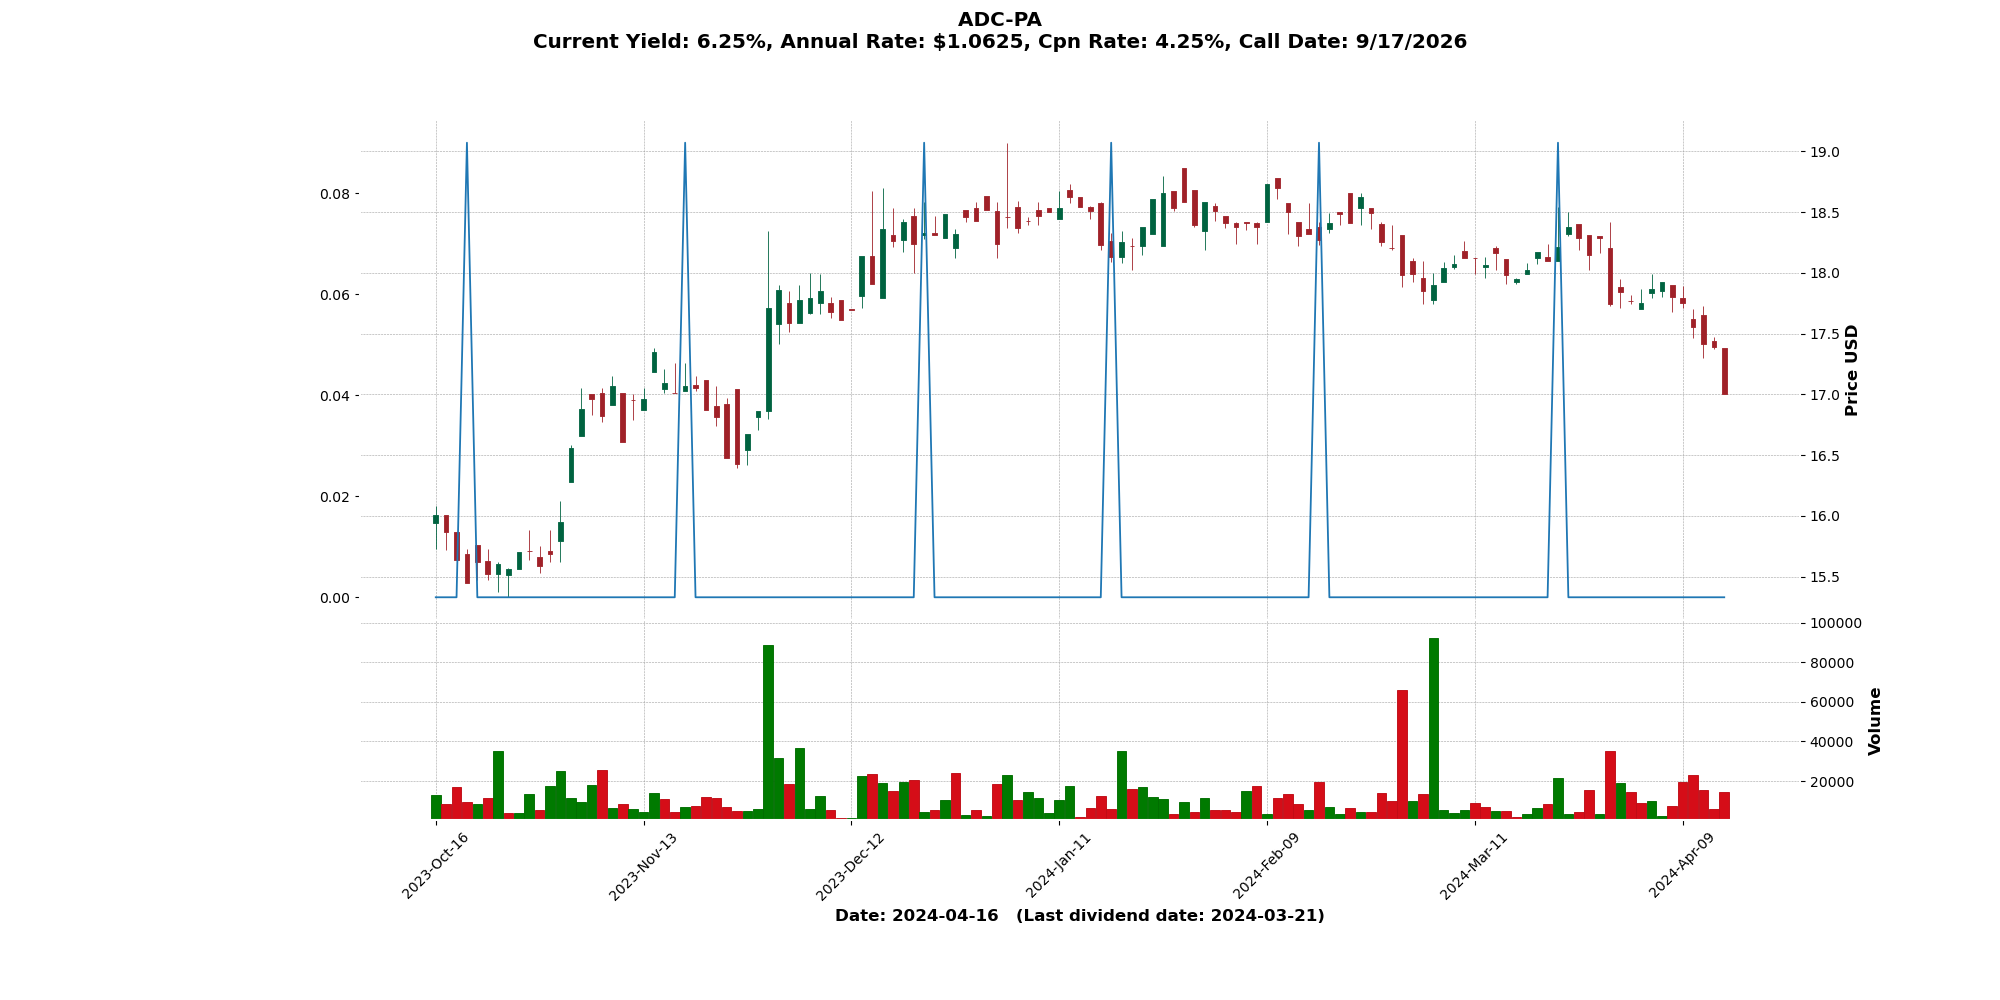 ADC-PA
Current Yield: 6.25%, Annual Rate: $1.0625, Cpn Rate: 4.25%, Call Date: 9/17/2026
0.08
0.06
0.04
0.02
0.00
19.0
18.5
18.0
17.5
17.0
16.5
16.0
15.5
Price USD
100000
80000
60000
40000
20000
Volume
2023-Oct-16
2023-Nov-13
2023-Dec-12
2024-Jan-11
2024-Feb-09
2024-Mar-11
2024-Apr-09
Date: 2024-04-16   (Last dividend date: 2024-03-21)